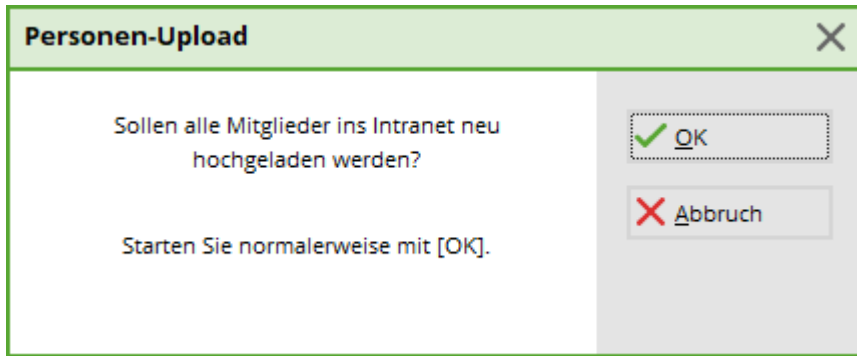 Personen-Upload
Sollen alle Mitglieder ins Intranet neu
hochgeladen werden?
Starten Sie normalerweise mit [OK].
OK
Abbruch